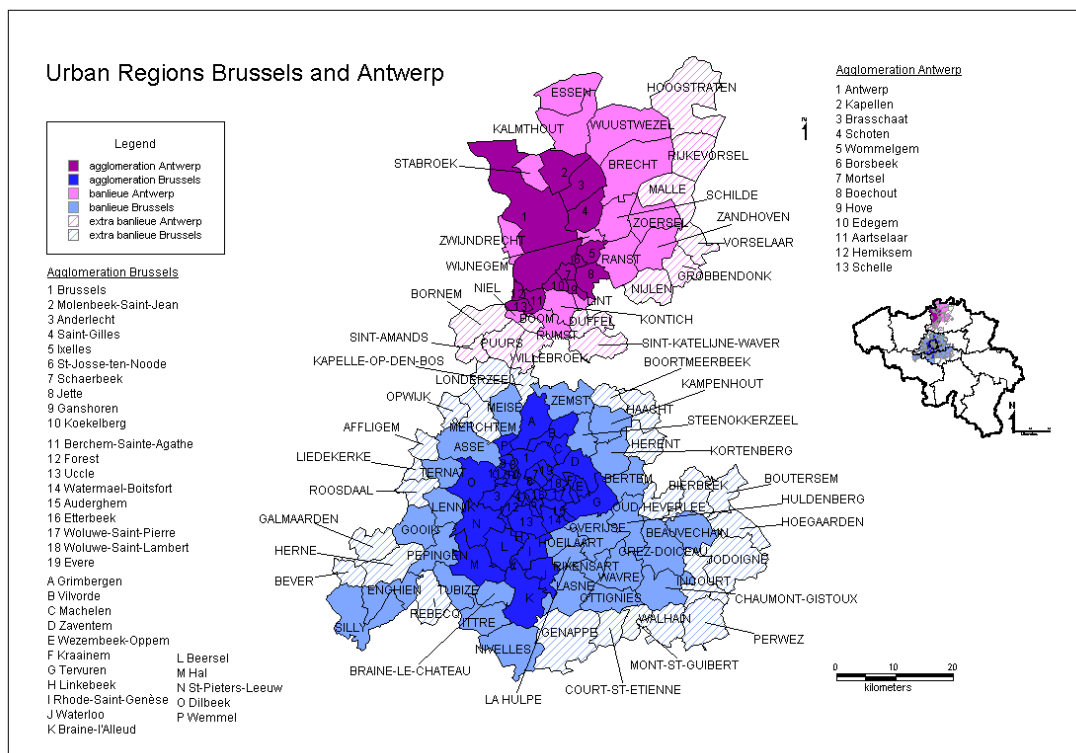 Urban Regions Brussels and Antwerp
Legend
agglomeration Antwerp
agglomeration Brussels
banlieue Antwerp
banlieue Brussels
extra banlieue Antwerp
extra banlieue Brussels
Agglomeration Brussels
1 Brussels
2 Molenbeek-Saint-Jean
3 Anderlecht
4 Saint-Gilles
5 Ixelles
6 St-Josse-ten-Noode
7 Schaerbeek
8 Jette
9 Ganshoren
10 Koekelberg
11 Berchem-Sainte-Agathe
12 Forest
13 Uccle
14 Watermael-Boitsfort
15 Auderghem
16 Etterbeek
17 Woluwe-Saint-Pierre
18 Woluwe-Saint-Lambert
19 Evere
A Grimbergen
B Vilvorde
C Machelen
D Zaventem
E Wezembeek-Oppem
F Kraainem
G Tervuren
H Linkebeek
I Rhode-Saint-Genèse
J Waterloo
K Braine-l'Alleud
L Beersel
M Hal
N St-Pieters-Leeuw
O Dilbeek
P Wemmel
ESSEN
HOOGSTRATEN
KALMTHOUT
WUUSTWEZEL
STABROEK
BRECHT
RIJKEVORSEL
MALLE
SCHILDE
ZOERSEL
ZANDHOVEN
ZWIJNDRECHT
VORSELAAR
WIJNEGEM
RANST
GROBBENDONK
NIEL
NIJLEN
BORNEM
LINT
BOOM
DUFFEL
KONTICH
SINT-AMANDS
PUURS
RUMST
SINT-KATELIJNE-WAVER
KAPELLE-OP-DEN-BOS
WILLEBROEK
BOORTMEERBEEK
LONDERZEEL
KAMPENHOUT
OPWIJK
MEISE
ZEMST
HAACHT
AFFLIGEM
MERCHTEM
STEENOKKERZEEL
ASSE
HERENT
LIEDEKERKE
KORTENBERG
TERNAT
BERTEM
BIERBEEK
BOUTERSEM
ROOSDAAL
OUD-HEVERLEE
HULDENBERG
LENNIK
GALMAARDEN
GOOIK
OVERIJSE
BEAUVECHAIN
HOEGAARDEN
HOEILAART
HERNE
PEPINGEN
GREZ-DOICEAU
JODOIGNE
BEVER
RIXENSART
WAVRE
ENGHIEN
TUBIZE
LASNE
INCOURT
REBECQ
OTTIGNIES
CHAUMONT-GISTOUX
SILLY
ITTRE
GENAPPE
WALHAIN
PERWEZ
NIVELLES
BRAINE-LE-CHATEAU
MONT-ST-GUIBERT
LA HULPE
COURT-ST-ETIENNE
Agglomeration Antwerp
1 Antwerp
2 Kapellen
3 Brasschaat
4 Schoten
5 Wommelgem
6 Borsbeek
7 Mortsel
8 Boechout
9 Hove
10 Edegem
11 Aartselaar
12 Hemiksem
13 Schelle
N
0 10 20
kilometers